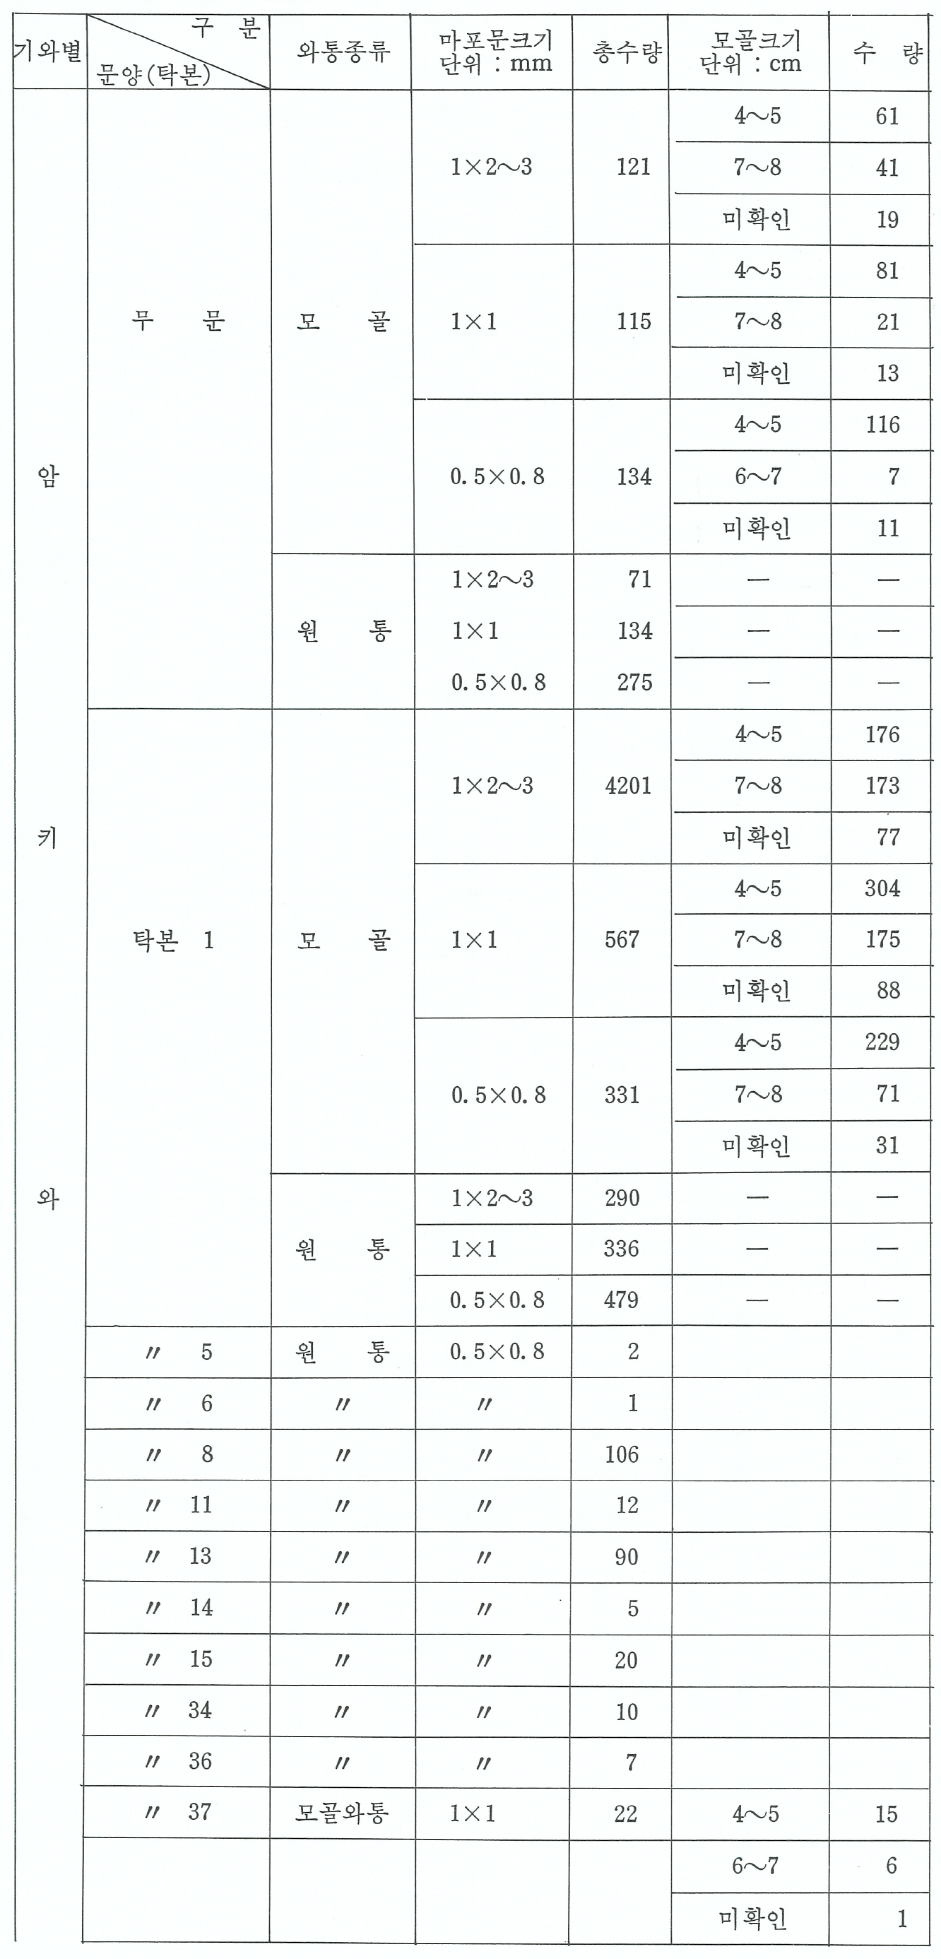 기와별 구 분 문양(탁본) 와통종류 마포문크기 단위 : mm 총수량 모골크기 단위 : cm 수 량
4～5 61
1×2～3 121 7～8 41
미확인 19
4～5 81
무 문 모 골 1×1 115 7～8 21
미확인 13
4～5 116
암 0.5×0.8 134 6～7 7
미확인 11
1×2～3 71 — —
원 통 1×1 134 — —
0.5×0.8 275 — —
4～5 176
1×2～3 4201 7～8 173
키 미확인 77
4～5 304
탁본 1 모 골 1×1 567 7～8 175
미확인 88
4～5 229
0.5×0.8 331 7～8 71
미확인 31
와 1×2～3 290 — —
원 통 1×1 336 — —
0.5×0.8 479 — —
〃 5 원 통 0.5×0.8 2
〃 6 〃 〃 1
〃 8 〃 〃 106
〃 11 〃 〃 12
〃 13 〃 〃 90
〃 14 〃 〃 5
〃 15 〃 〃 20
〃 34 〃 〃 10
〃 36 〃 〃 7
〃 37 모골와통 1×1 22 4～5 15
6～7 6
미확인 1